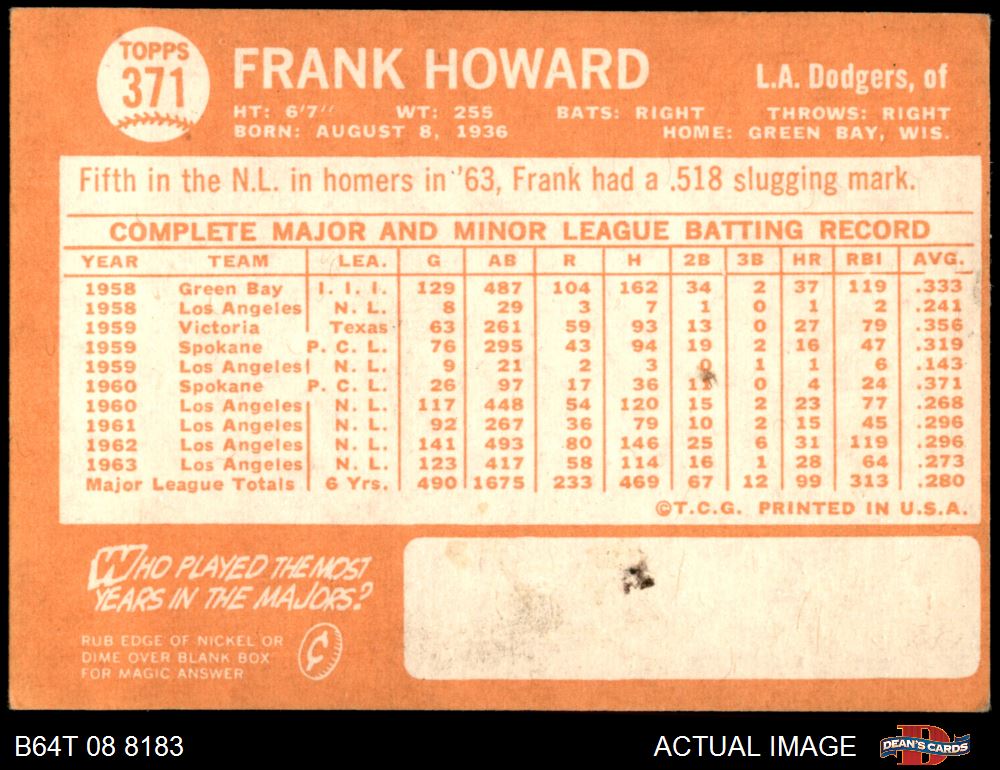 TOPPS
371
FRANK HOWARD
L.A. Dodgers, of
HT: 6'7" WT: 255 BATS: RIGHT THROWS: RIGHT
BORN: AUGUST 8, 1936 HOME: GREEN BAY, WIS.
Fifth in the N.L. in homers in '63, Frank had a .518 slugging mark.
COMPLETE MAJOR AND MINOR LEAGUE BATTING RECORD
YEAR TEAM LEA. G AB R H 2B 3B HR RBI AVG.
1958 Green Bay I. I. I. 129 487 104 162 34 2 37 119 .333
1958 Los Angeles N. L. 8 29 3 7 1 0 1 2 .241
1959 Victoria Texas 63 261 59 93 13 0 27 79 .356
1959 Spokane P. C. L. 76 295 43 94 19 2 16 47 .319
1959 Los Angeles N. L. 9 21 2 3 0 1 1 6 .143
1960 Spokane P. C. L. 26 97 17 36 0 4 24 .371
1960 Los Angeles N. L. 117 448 54 120 15 2 23 77 .268
1961 Los Angeles N. L. 92 267 36 79 10 2 15 45 .296
1962 Los Angeles N. L. 141 493 80 146 25 6 31 119 .296
1963 Los Angeles N. L. 123 417 58 114 16 1 28 64 .273
Major League Totals 6 Yrs. 490 1675 233 469 67 12 99 313 .280
©T.C.G. PRINTED IN U.S.A.
WHO PLAYED THE MOST
YEARS IN THE MAJORS?
RUB EDGE OF NICKEL OR
DIME OVER BLANK BOX
FOR MAGIC ANSWER
¢
B64T 08 8183
ACTUAL IMAGE
D
DEAN'S CARDS